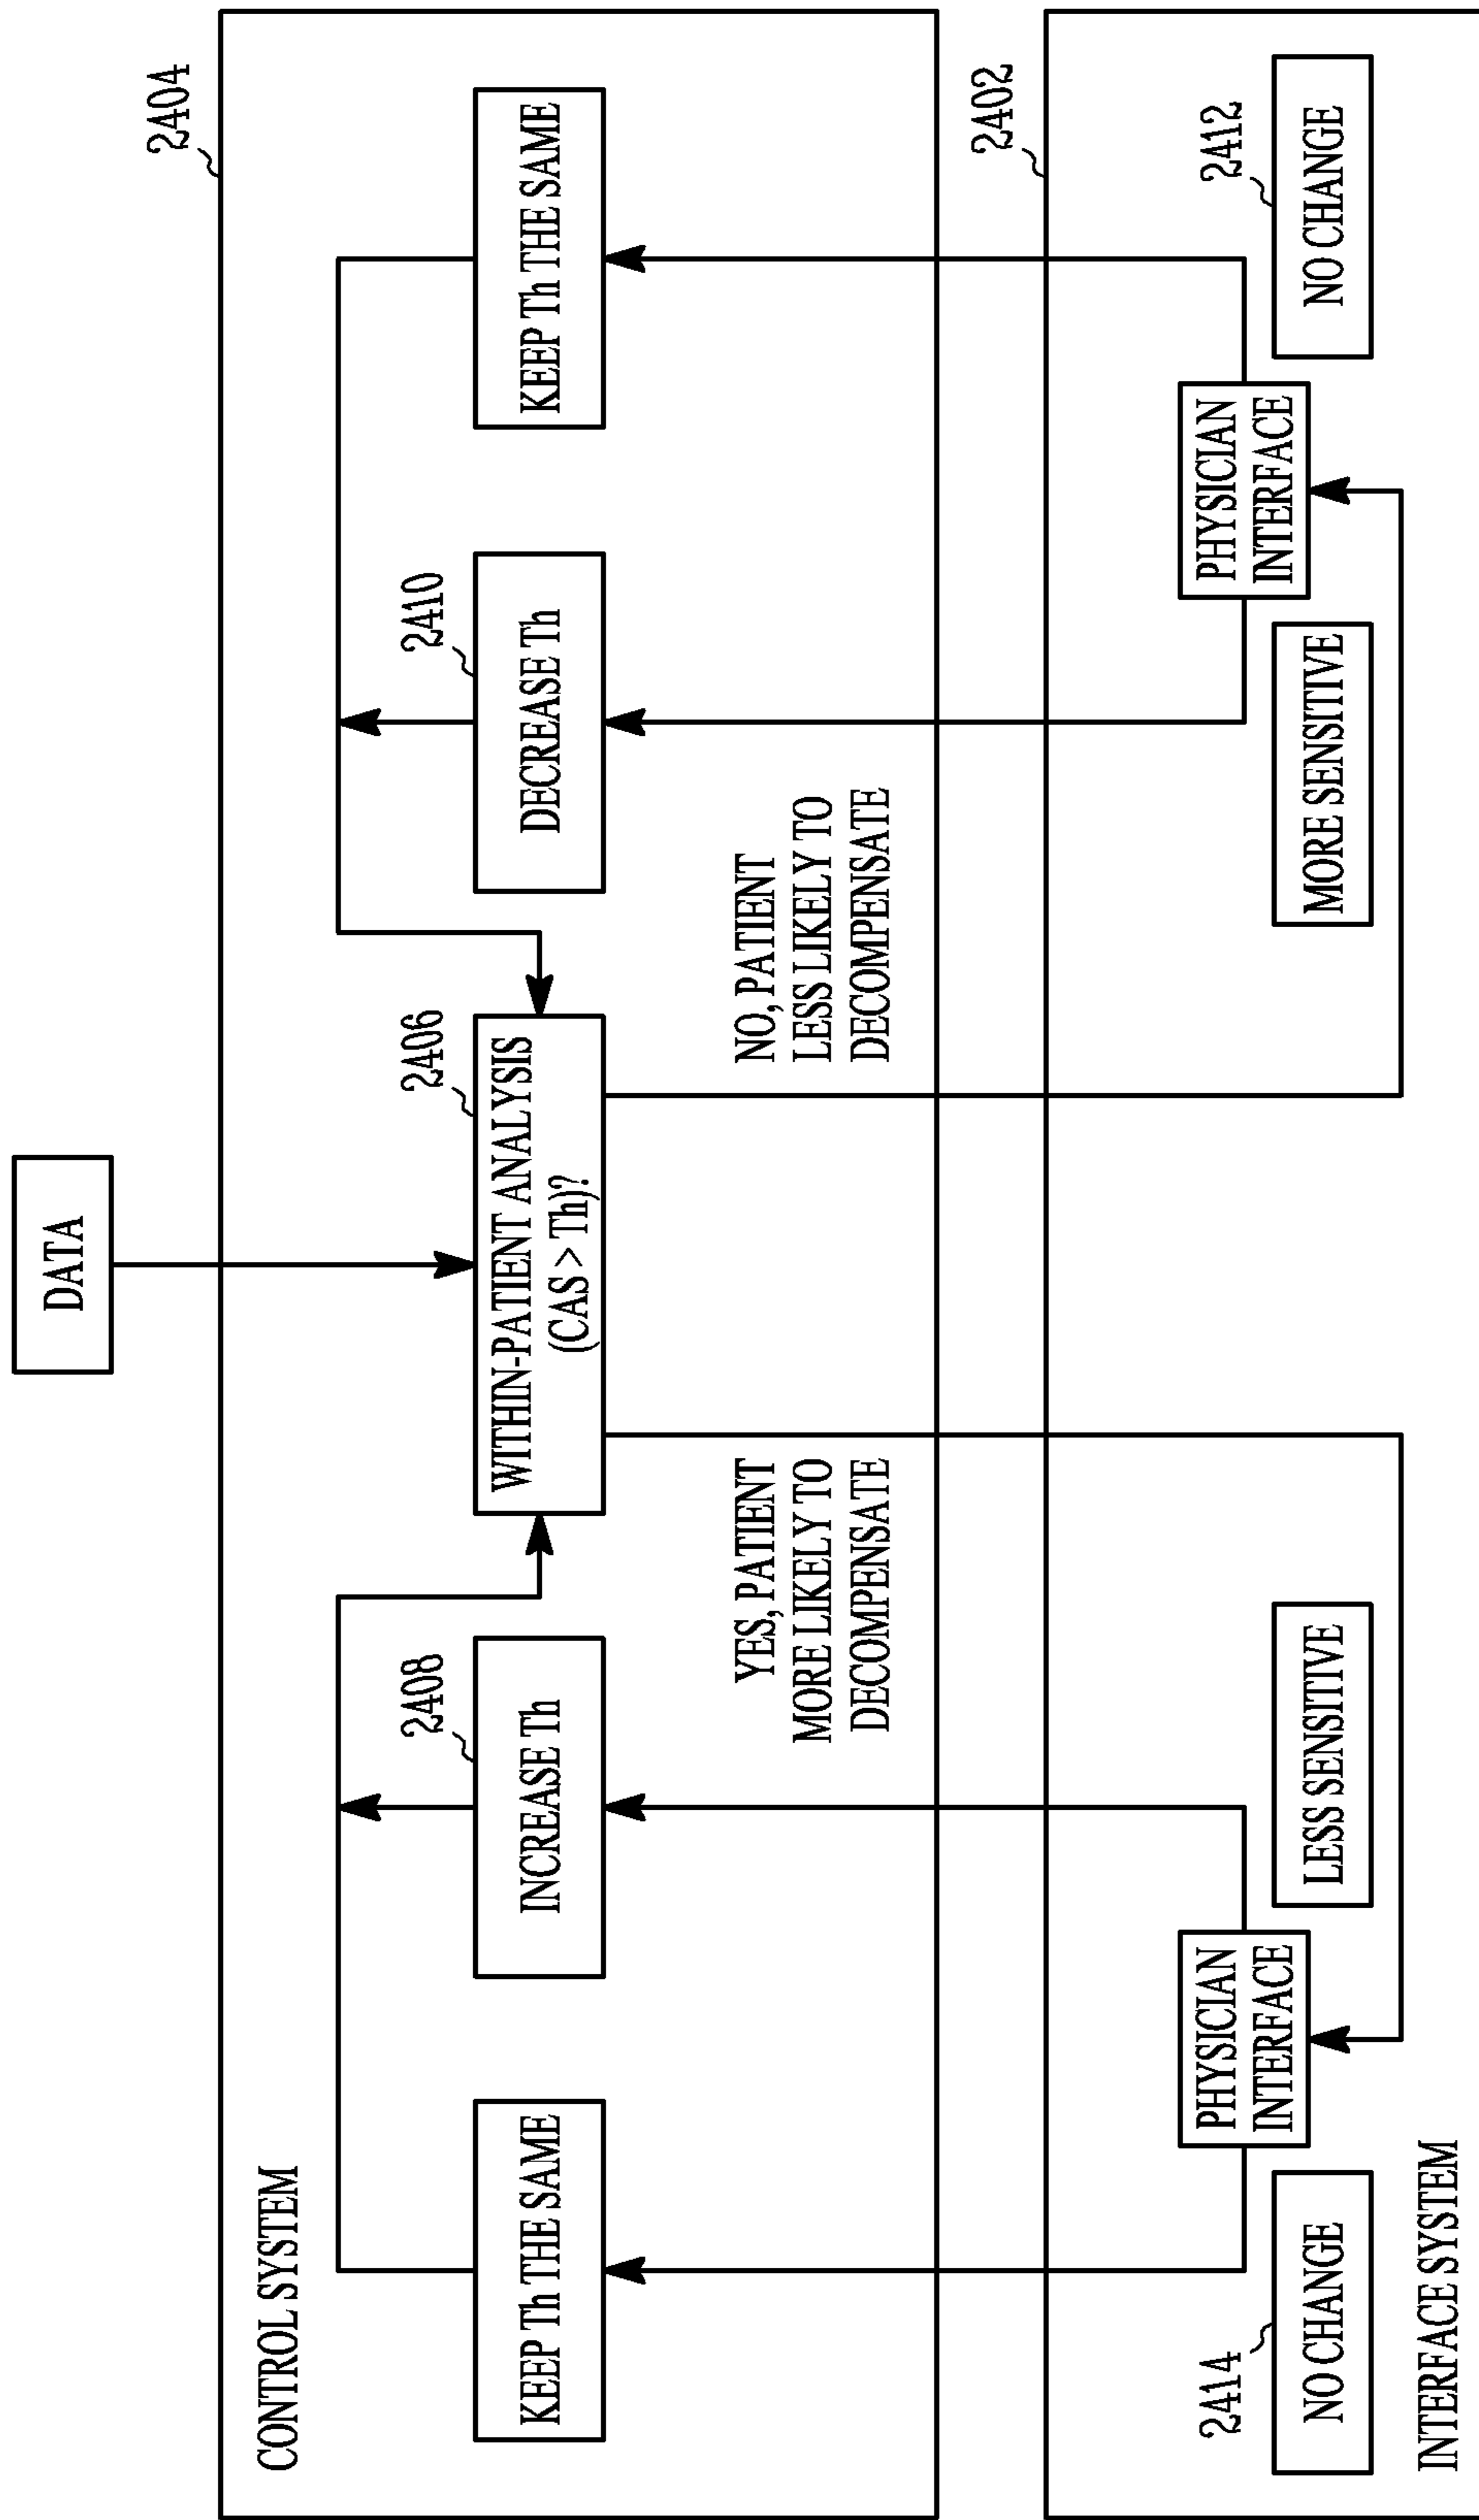 DATA
2404
CONTROL SYSTEM
2408
2406
2410
KEEP Th THE SAME
INCREASE Th
WITHIN-PATIENT ANALYSIS
(CAS > Th)?
DECREASE Th
KEEP Th THE SAME
YES, PATIENT
MORE LIKELY TO
DECOMPENSATE
NO, PATIENT
LESS LIKELY TO
DECOMPENSATE
2402
2414
PHYSICIAN
INTERFACE
PHYSICIAN
INTERFACE
2412
NO CHANGE
LESS SENSITIVE
MORE SENSITIVE
NO CHANGE
INTERFACE SYSTEM